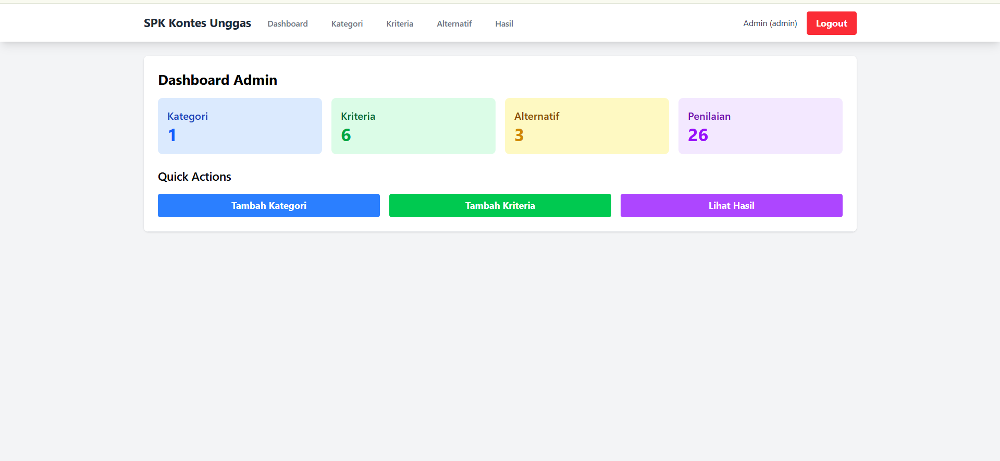 SPK Kontes Unggas Dashboard Kategori Kriteria Alternatif Hasil Admin (admin) Logout
Dashboard Admin
Kategori Kriteria Alternatif Penilaian
1 6 3 26
Quick Actions
Tambah Kategori Tambah Kriteria Lihat Hasil